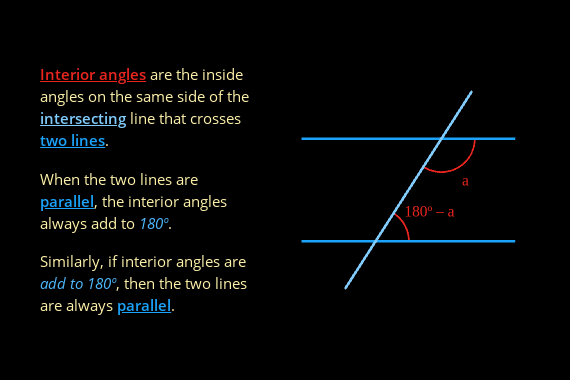 Interior angles are the inside
angles on the same side of the
intersecting line that crosses
two lines.
When the two lines are
parallel, the interior angles
always add to 180º.
Similarly, if interior angles are
add to 180º, then the two lines
are always parallel.
a
180º – a